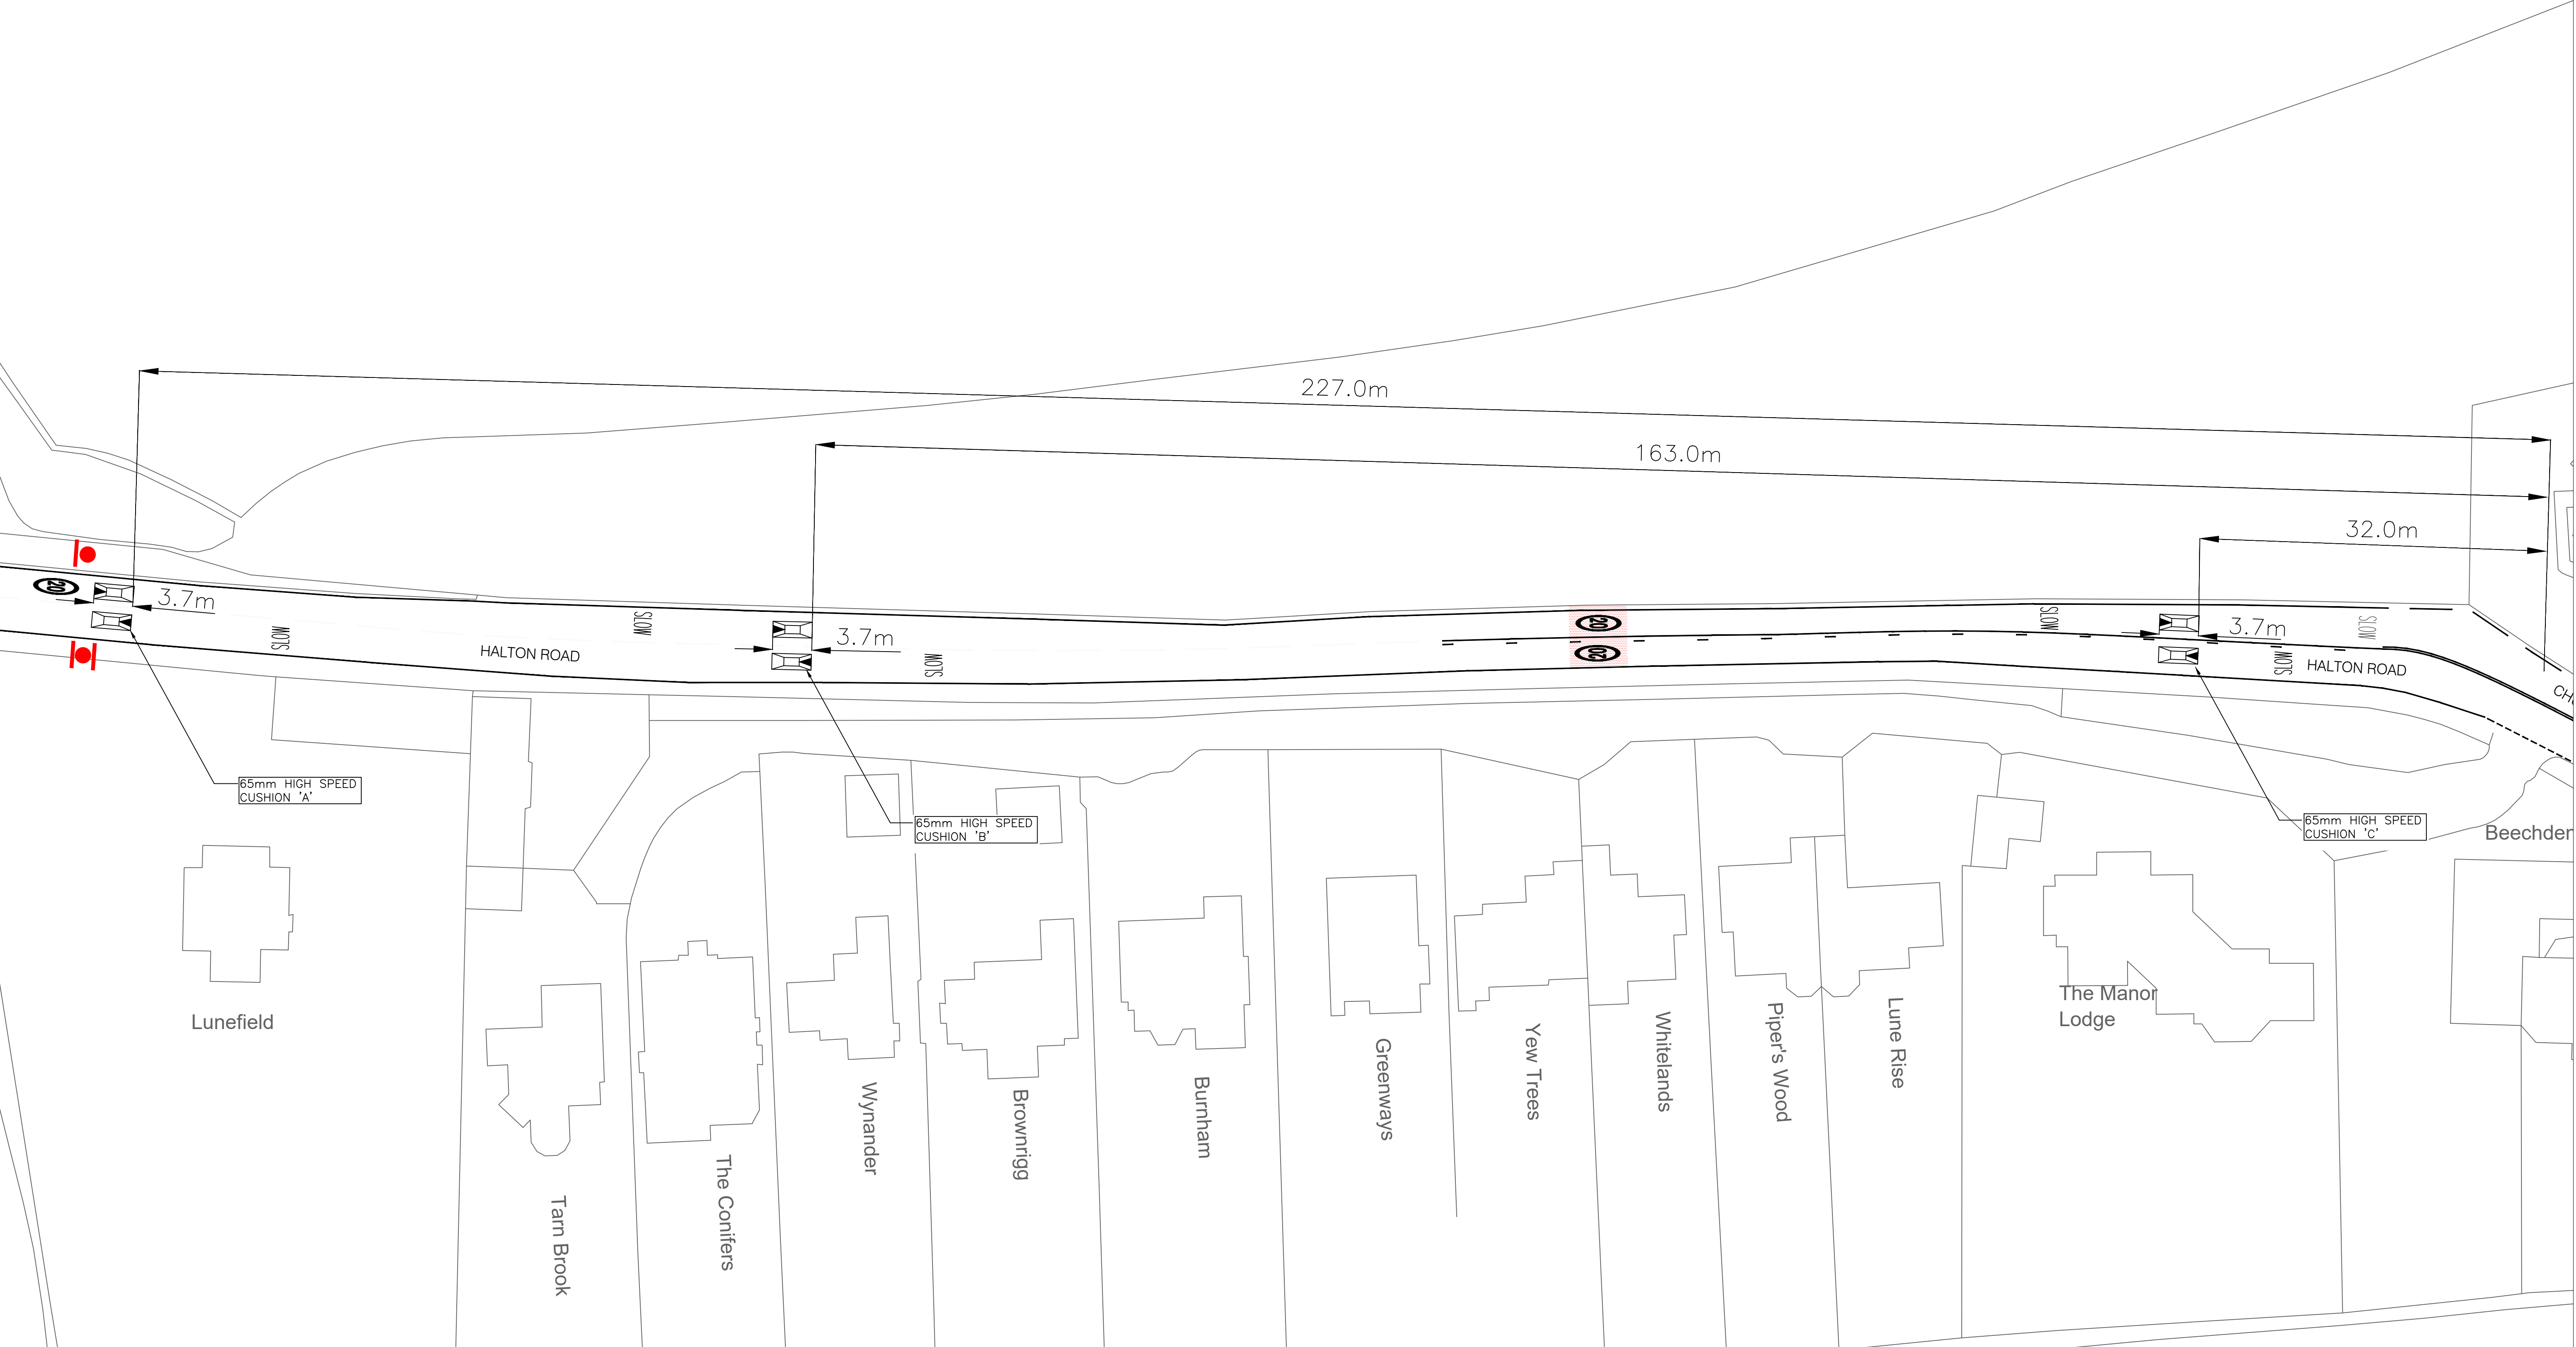 227.0m
163.0m
32.0m
20
3.7m
SLOW
SLOW
HALTON ROAD
3.7m
SLOW
20
20
SLOW
3.7m
SLOW
SLOW
HALTON ROAD
65mm HIGH SPEED
CUSHION 'A'
65mm HIGH SPEED
CUSHION 'B'
65mm HIGH SPEED
CUSHION 'C'
Lunefield
Tarn Brook
The Conifers
Wynander
Brownrigg
Burnham
Greenways
Yew Trees
Whitelands
Piper's Wood
Lune Rise
The Manor
Lodge